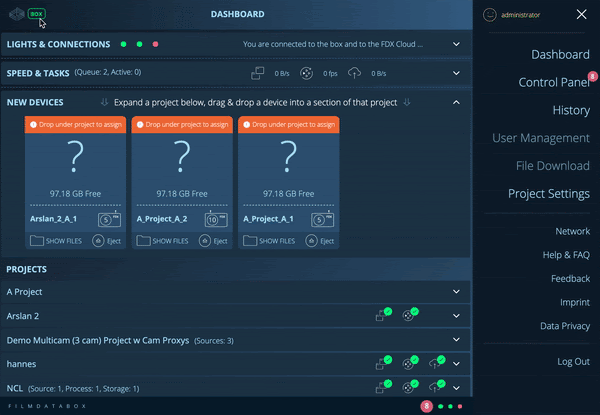 BOX
DASHBOARD
administrator
LIGHTS & CONNECTIONS
You are connected to the box and to the FDX Cloud ...
SPEED & TASKS (Queue: 2, Active: 0)
0 B/s
0 fps
0 B/s
NEW DEVICES
Expand a project below, drag & drop a device into a section of that project
Drop under project to assign
Drop under project to assign
Drop under project to assign
?
?
?
97.18 GB Free
97.18 GB Free
97.18 GB Free
Arslan_2_A_1
5
A_Project_A_2
10
A_Project_A_1
5
SHOW FILES
Eject
SHOW FILES
Eject
SHOW FILES
Eject
PROJECTS
A Project
Arslan 2
Demo Multicam (3 cam) Project w Cam Proxys (Sources: 3)
hannes
NCL (Source: 1, Process: 1, Storage: 1)
FILMDATABOX
8
Dashboard
Control Panel
8
History
User Management
File Download
Project Settings
Network
Help & FAQ
Feedback
Imprint
Data Privacy
Log Out